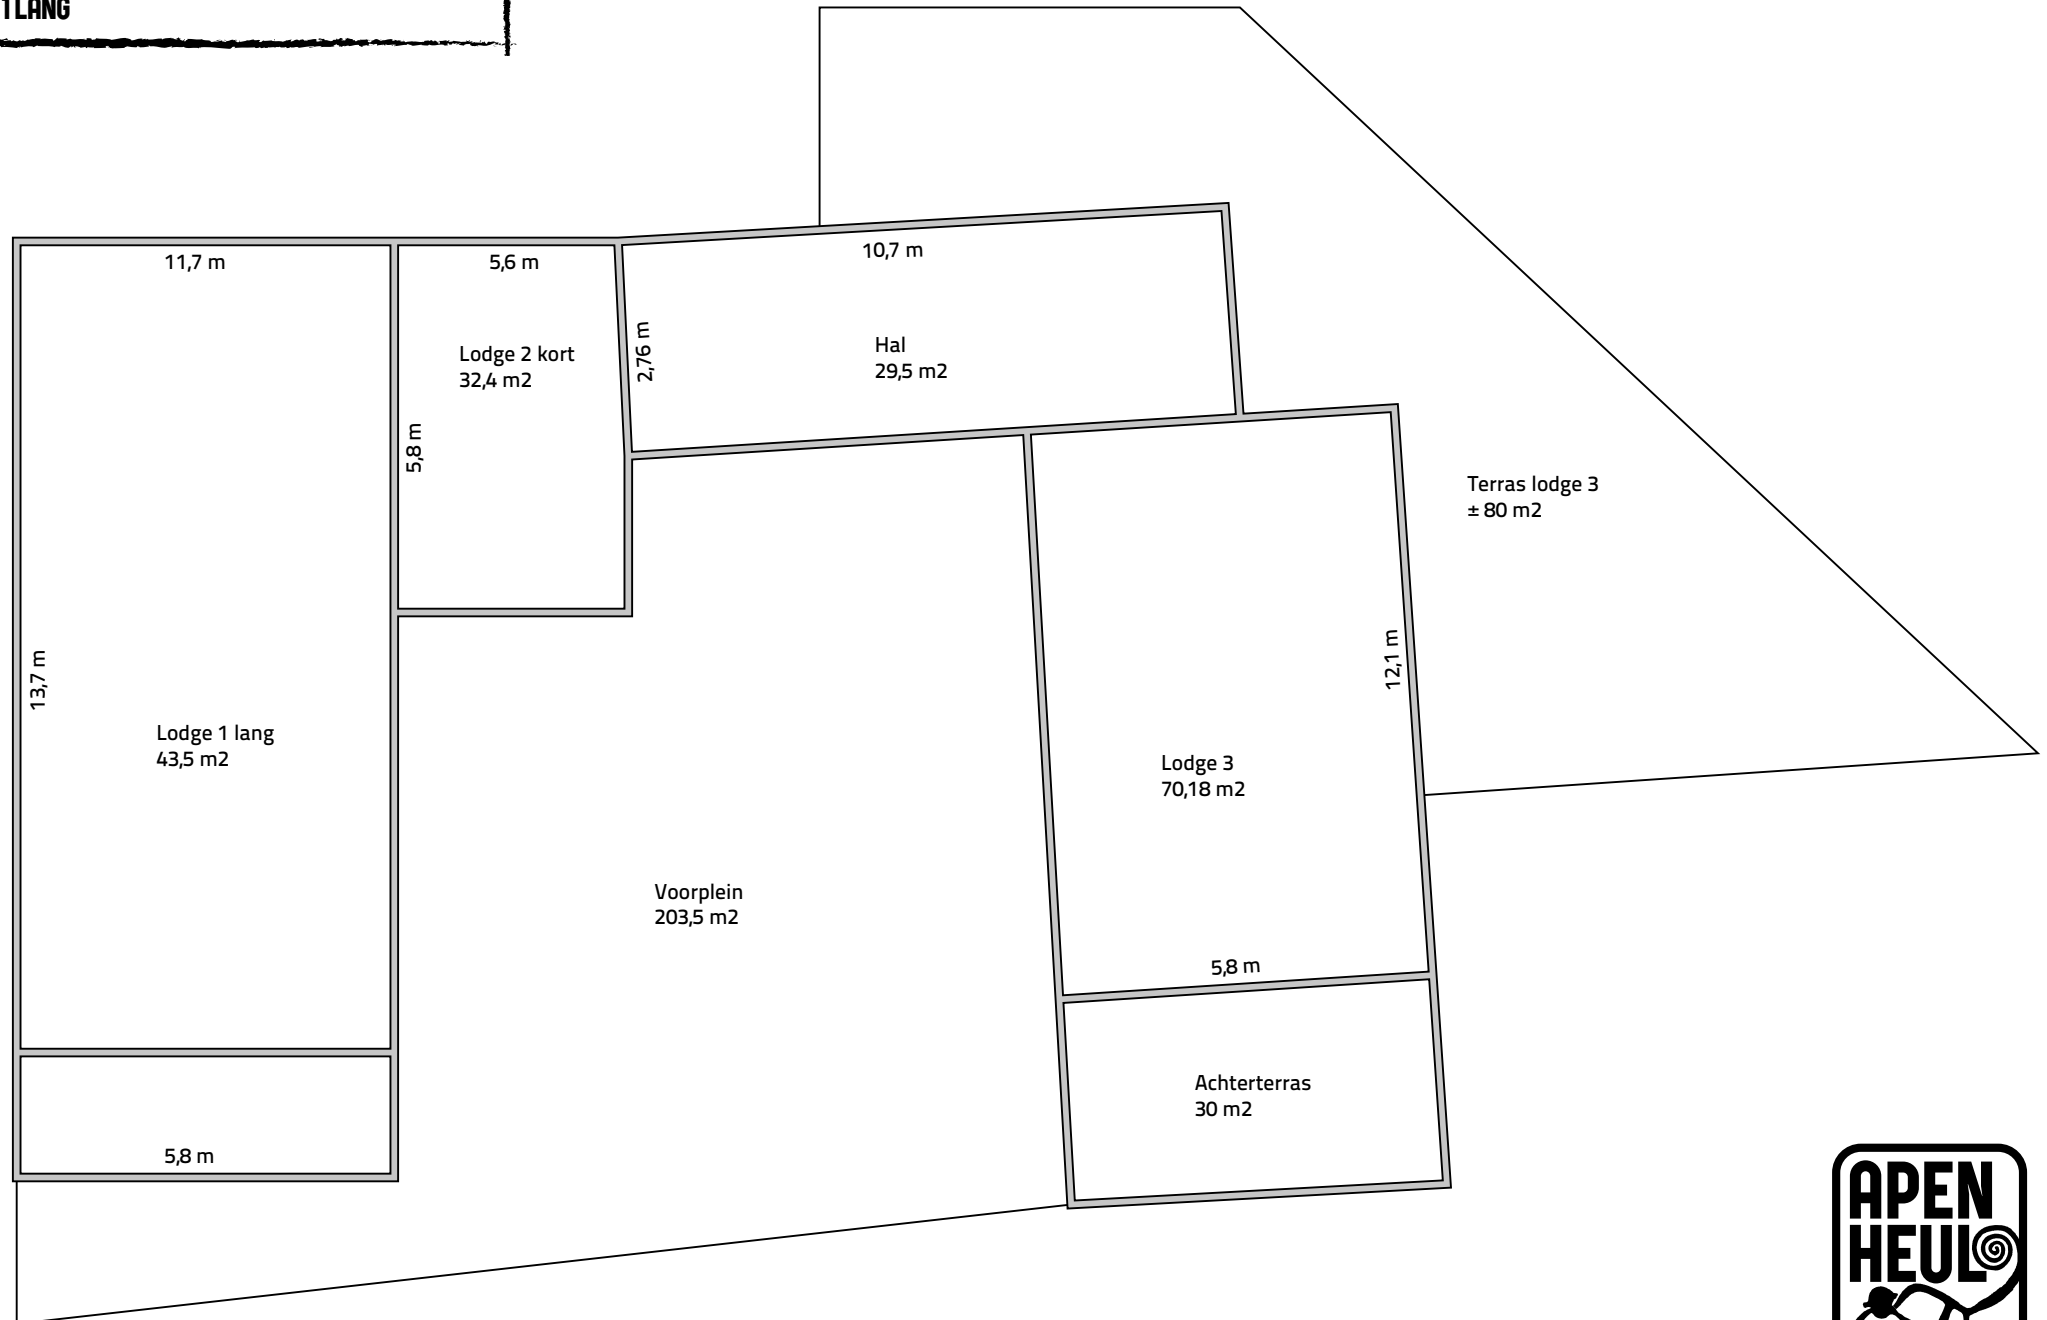 1 LANG
11,7 m
5,6 m
10,7 m
2,76 m
Lodge 2 kort
32,4 m2
Hal
29,5 m2
5,8 m
Terras lodge 3
± 80 m2
13,7 m
12,1 m
Lodge 1 lang
43,5 m2
Lodge 3
70,18 m2
Voorplein
203,5 m2
5,8 m
Achterterras
30 m2
5,8 m
APEN
HEUL